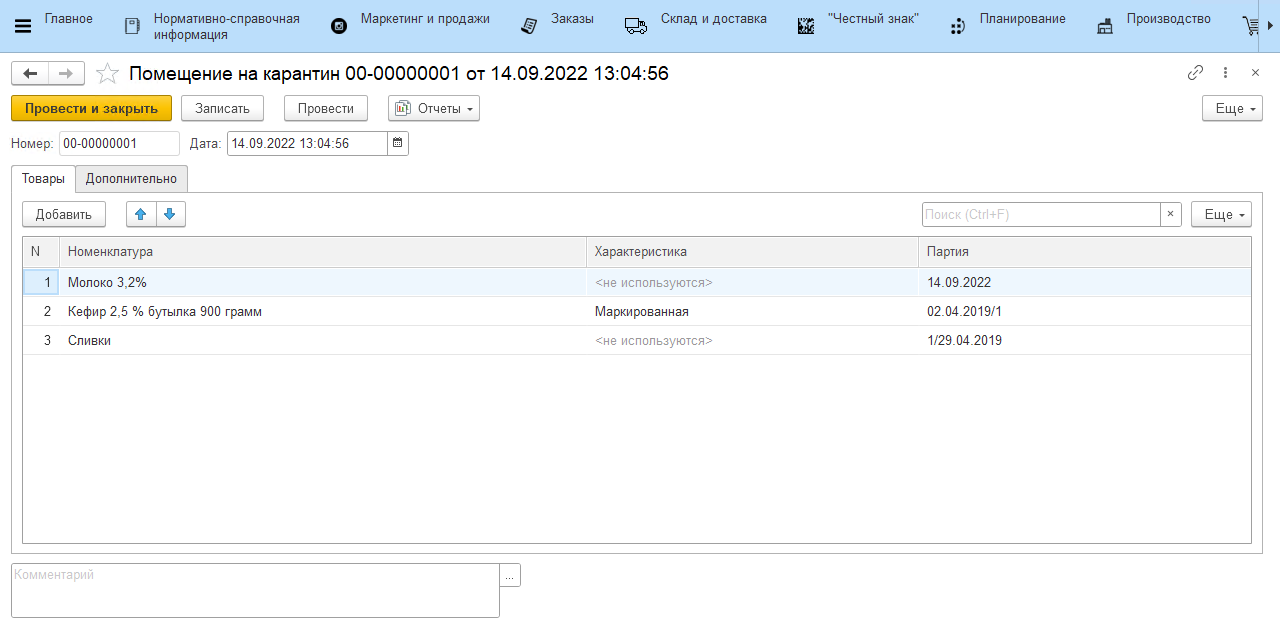 Главное
Нормативно-справочная
информация
Маркетинг и продажи
Заказы
Склад и доставка
"Честный знак"
Планирование
Производство
Помещение на карантин 00-00000001 от 14.09.2022 13:04:56
Провести и закрыть
Записать
Провести
Отчеты
Еще
Номер: 00-00000001 Дата: 14.09.2022 13:04:56
Товары Дополнительно
Добавить
Поиск (Ctrl+F)
×
Еще
N Номенклатура Характеристика Партия
1 Молоко 3,2% <не используются> 14.09.2022
2 Кефир 2,5 % бутылка 900 грамм Маркированная 02.04.2019/1
3 Сливки <не используются> 1/29.04.2019
Комментарий
...